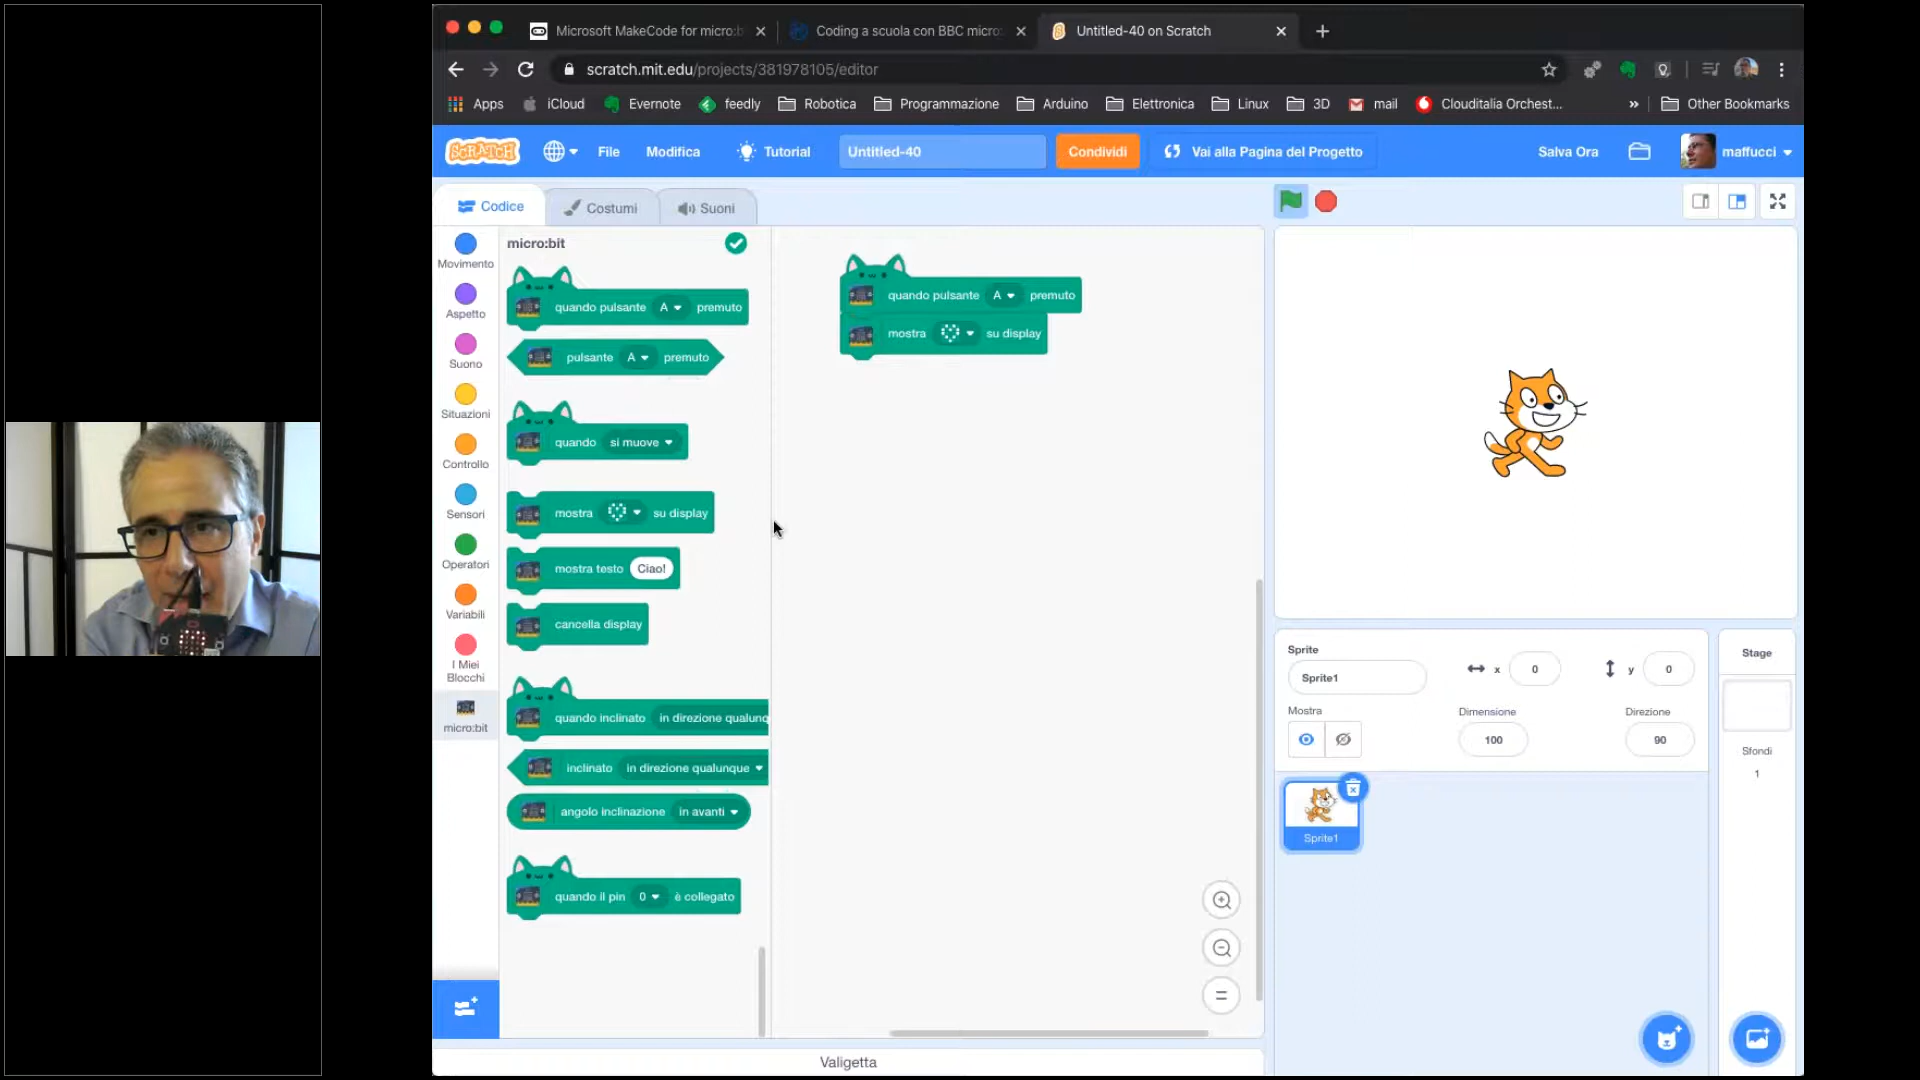 Microsoft MakeCode for micro:b
Coding a scuola con BBC micro:
Untitled-40 on Scratch
scratch.mit.edu/projects/381978105/editor
Apps
iCloud
Evernote
feedly
Robotica
Programmazione
Arduino
Elettronica
Linux
3D
mail
Clouditalia Orchest...
»
Other Bookmarks
SCRATCH
File
Modifica
Tutorial
Untitled-40
Condividi
Vai alla Pagina del Progetto
Salva Ora
maffucci
Codice
Costumi
Suoni
Movimento
Aspetto
Suono
Situazioni
Controllo
Sensori
Operatori
Variabili
I Miei
Blocchi
micro:bit
micro:bit
quando pulsante A premuto
pulsante A premuto
quando si muove
mostra su display
mostra testo Ciao!
cancella display
quando inclinato in direzione qualunq
inclinato in direzione qualunque
angolo inclinazione in avanti
quando il pin 0 è collegato
quando pulsante A premuto
mostra su display
Valigetta
Sprite
Sprite1
x 0
y 0
Mostra
Dimensione
100
Direzione
90
Sprite1
Stage
Sfondi
1